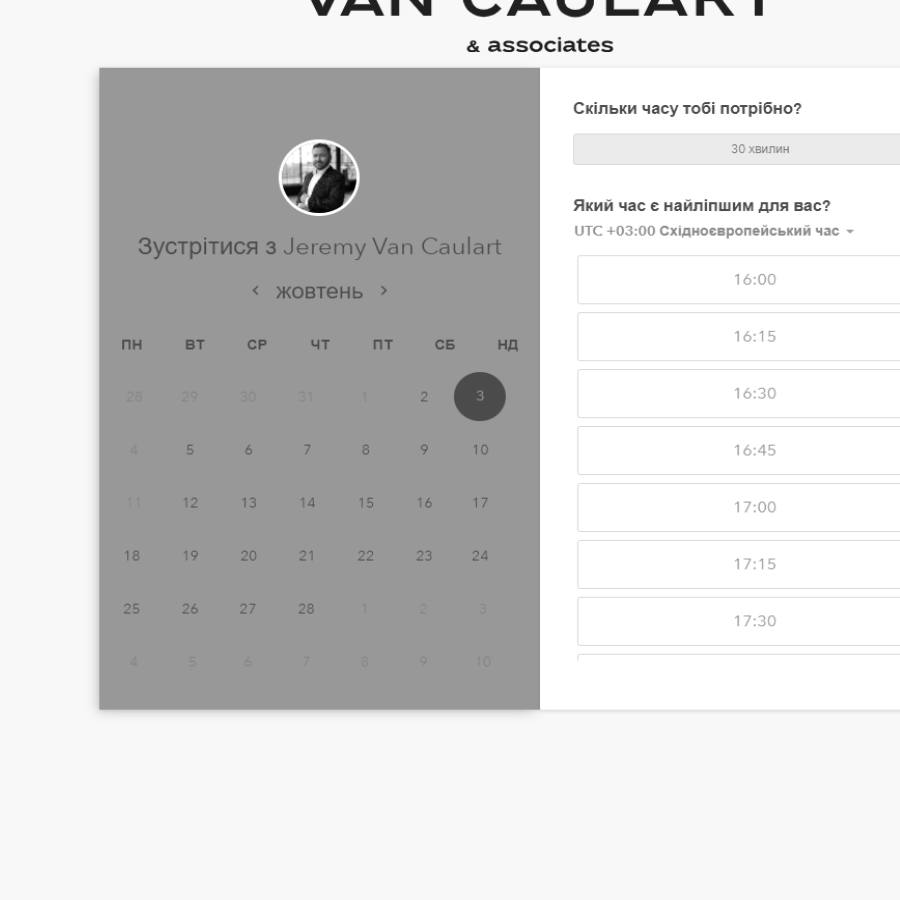 VAN CAULART
& associates
Зустрітися з Jeremy Van Caulart
жовтень
ПН ВТ СР ЧТ ПТ СБ НД
28 29 30 31 1 2 3
4 5 6 7 8 9 10
11 12 13 14 15 16 17
18 19 20 21 22 23 24
25 26 27 28 1 2 3
4 5 6 7 8 9 10
Скільки часу тобі потрібно?
30 хвилин
Який час є найліпшим для вас?
UTC +03:00 Східноєвропейський час
16:00
16:15
16:30
16:45
17:00
17:15
17:30